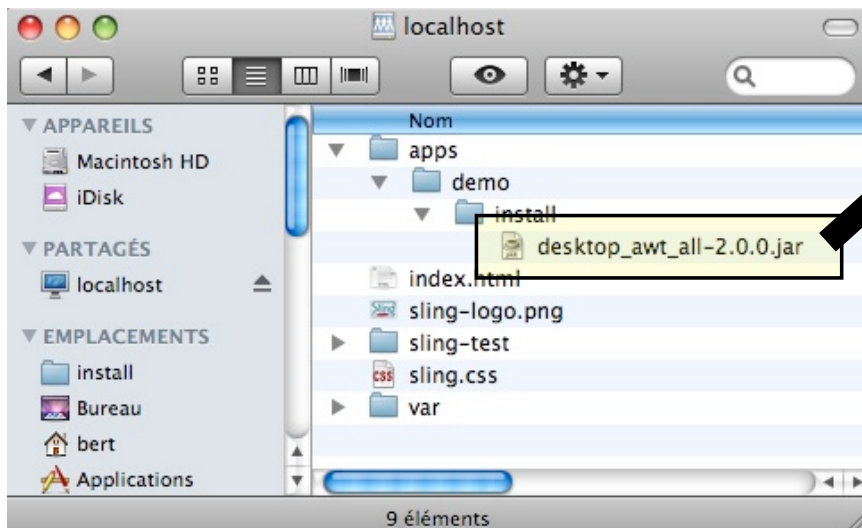 localhost
APPAREILS
Macintosh HD
iDisk
PARTAGÉS
localhost
EMPLACEMENTS
install
Bureau
bert
Applications
Nom
apps
demo
install
desktop_awt_all-2.0.0.jar
index.html
sling-logo.png
sling-test
sling.css
var
9 éléments